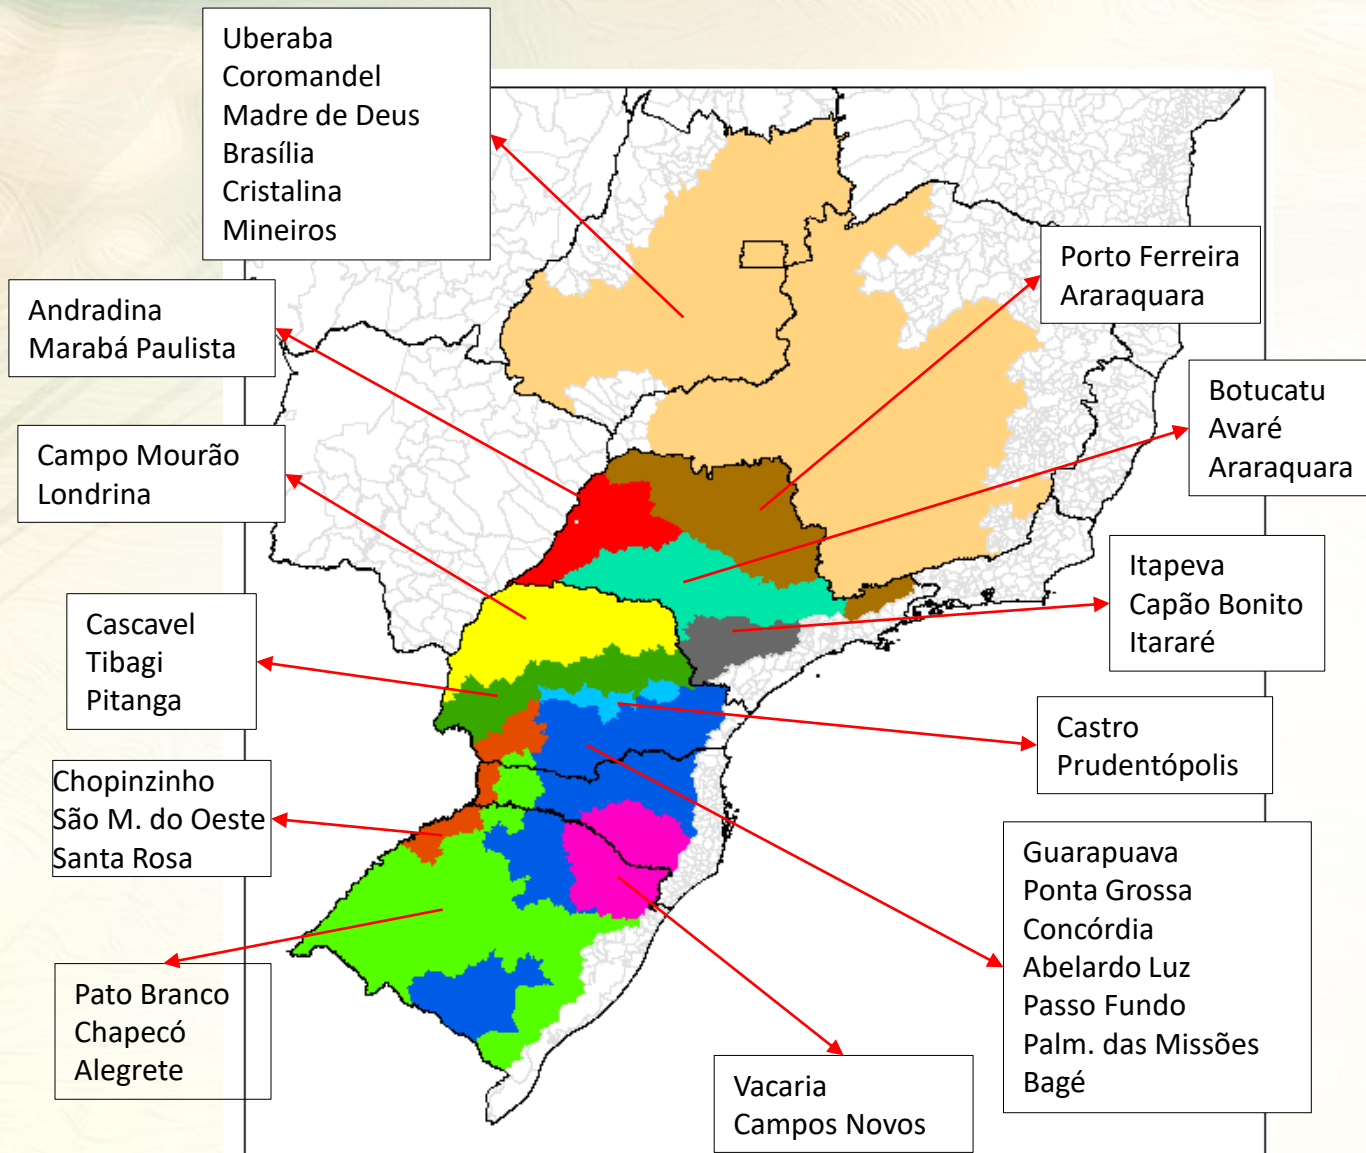 Uberaba
Coromandel
Madre de Deus
Brasília
Cristalina
Mineiros
Porto Ferreira
Araraquara
Andradina
Marabá Paulista
Botucatu
Avaré
Araraquara
Campo Mourão
Londrina
Itapeva
Capão Bonito
Itararé
Cascavel
Tibagi
Pitanga
Castro
Prudentópolis
Chopinzinho
São M. do Oeste
Santa Rosa
Guarapuava
Ponta Grossa
Concórdia
Abelardo Luz
Passo Fundo
Palm. das Missões
Bagé
Pato Branco
Chapecó
Alegrete
Vacaria
Campos Novos